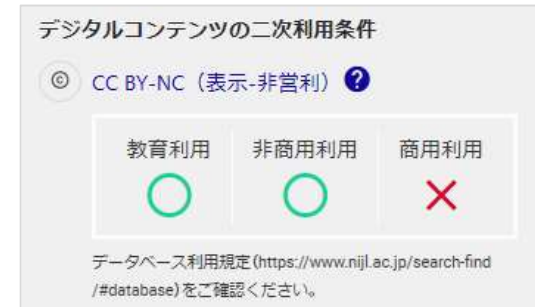 デジタルコンテンツの二次利用条件
© CC BY-NC（表示-非営利） ?
教育利用 非商用利用 商用利用
データベース利用規定(https://www.nijl.ac.jp/search-find
/#database)をご確認ください。